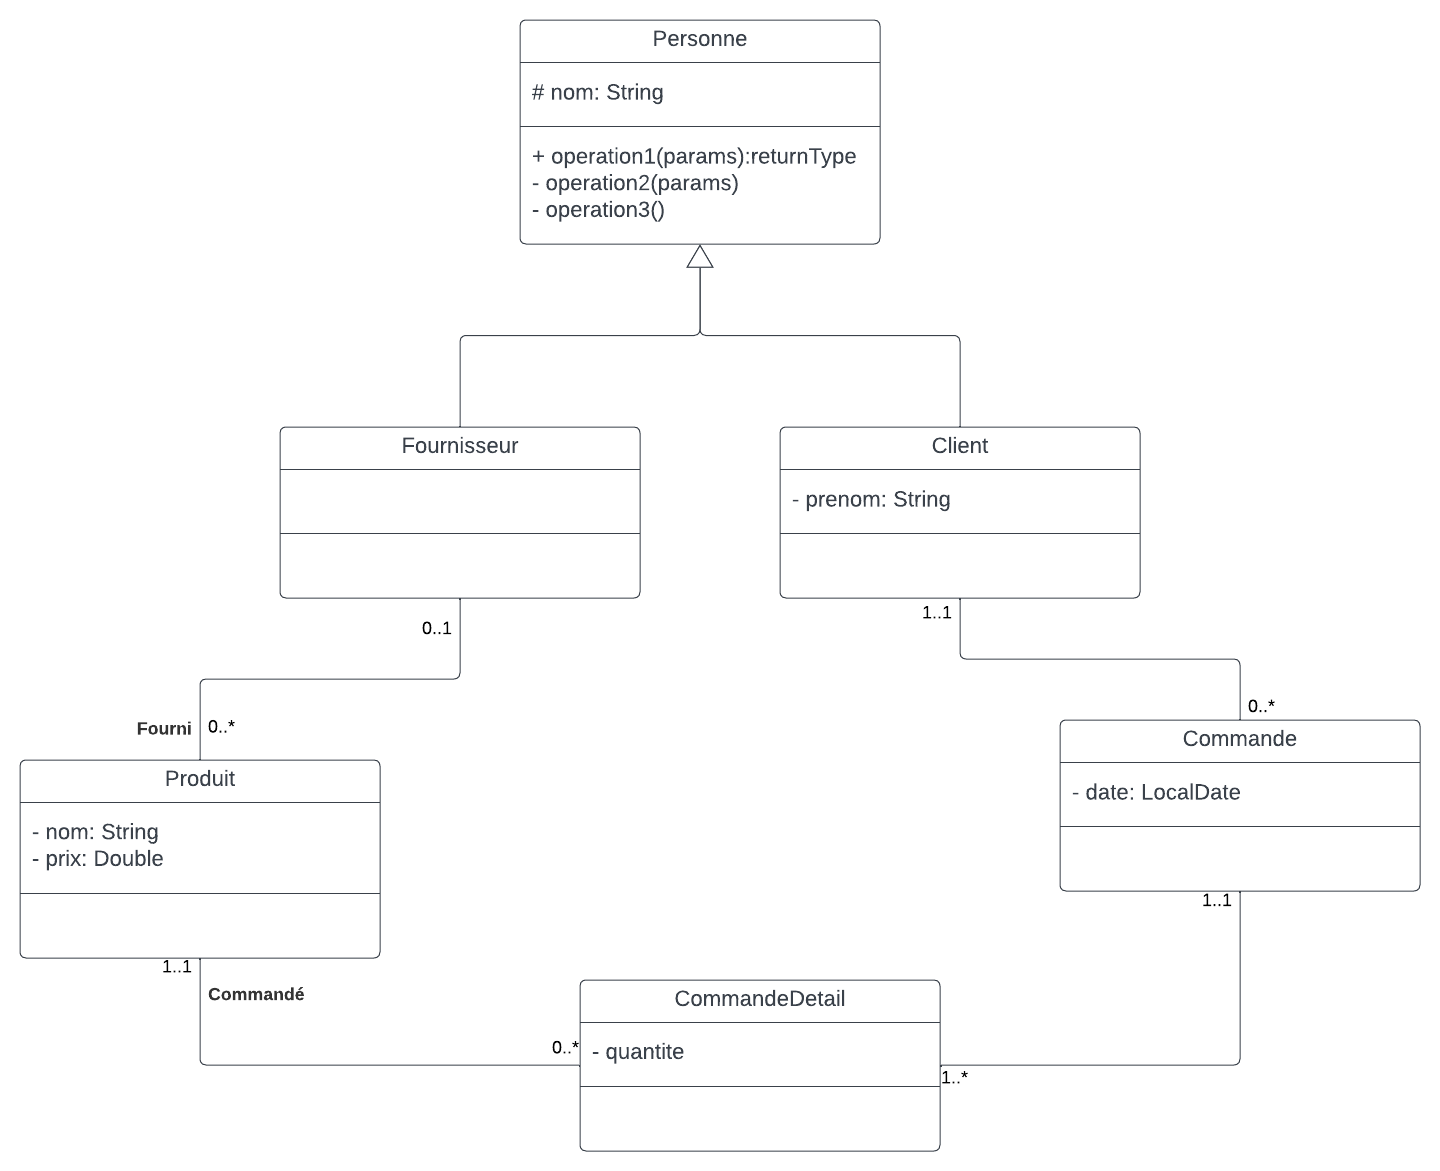 Personne
# nom: String
+ operation1(params):returnType
- operation2(params)
- operation3()
Fournisseur
Client
- prenom: String
0..1
1..1
Fourni
0..*
0..*
Produit
- nom: String
- prix: Double
Commande
- date: LocalDate
1..1
1..1
Commandé
CommandeDetail
0..*
- quantite
1..*